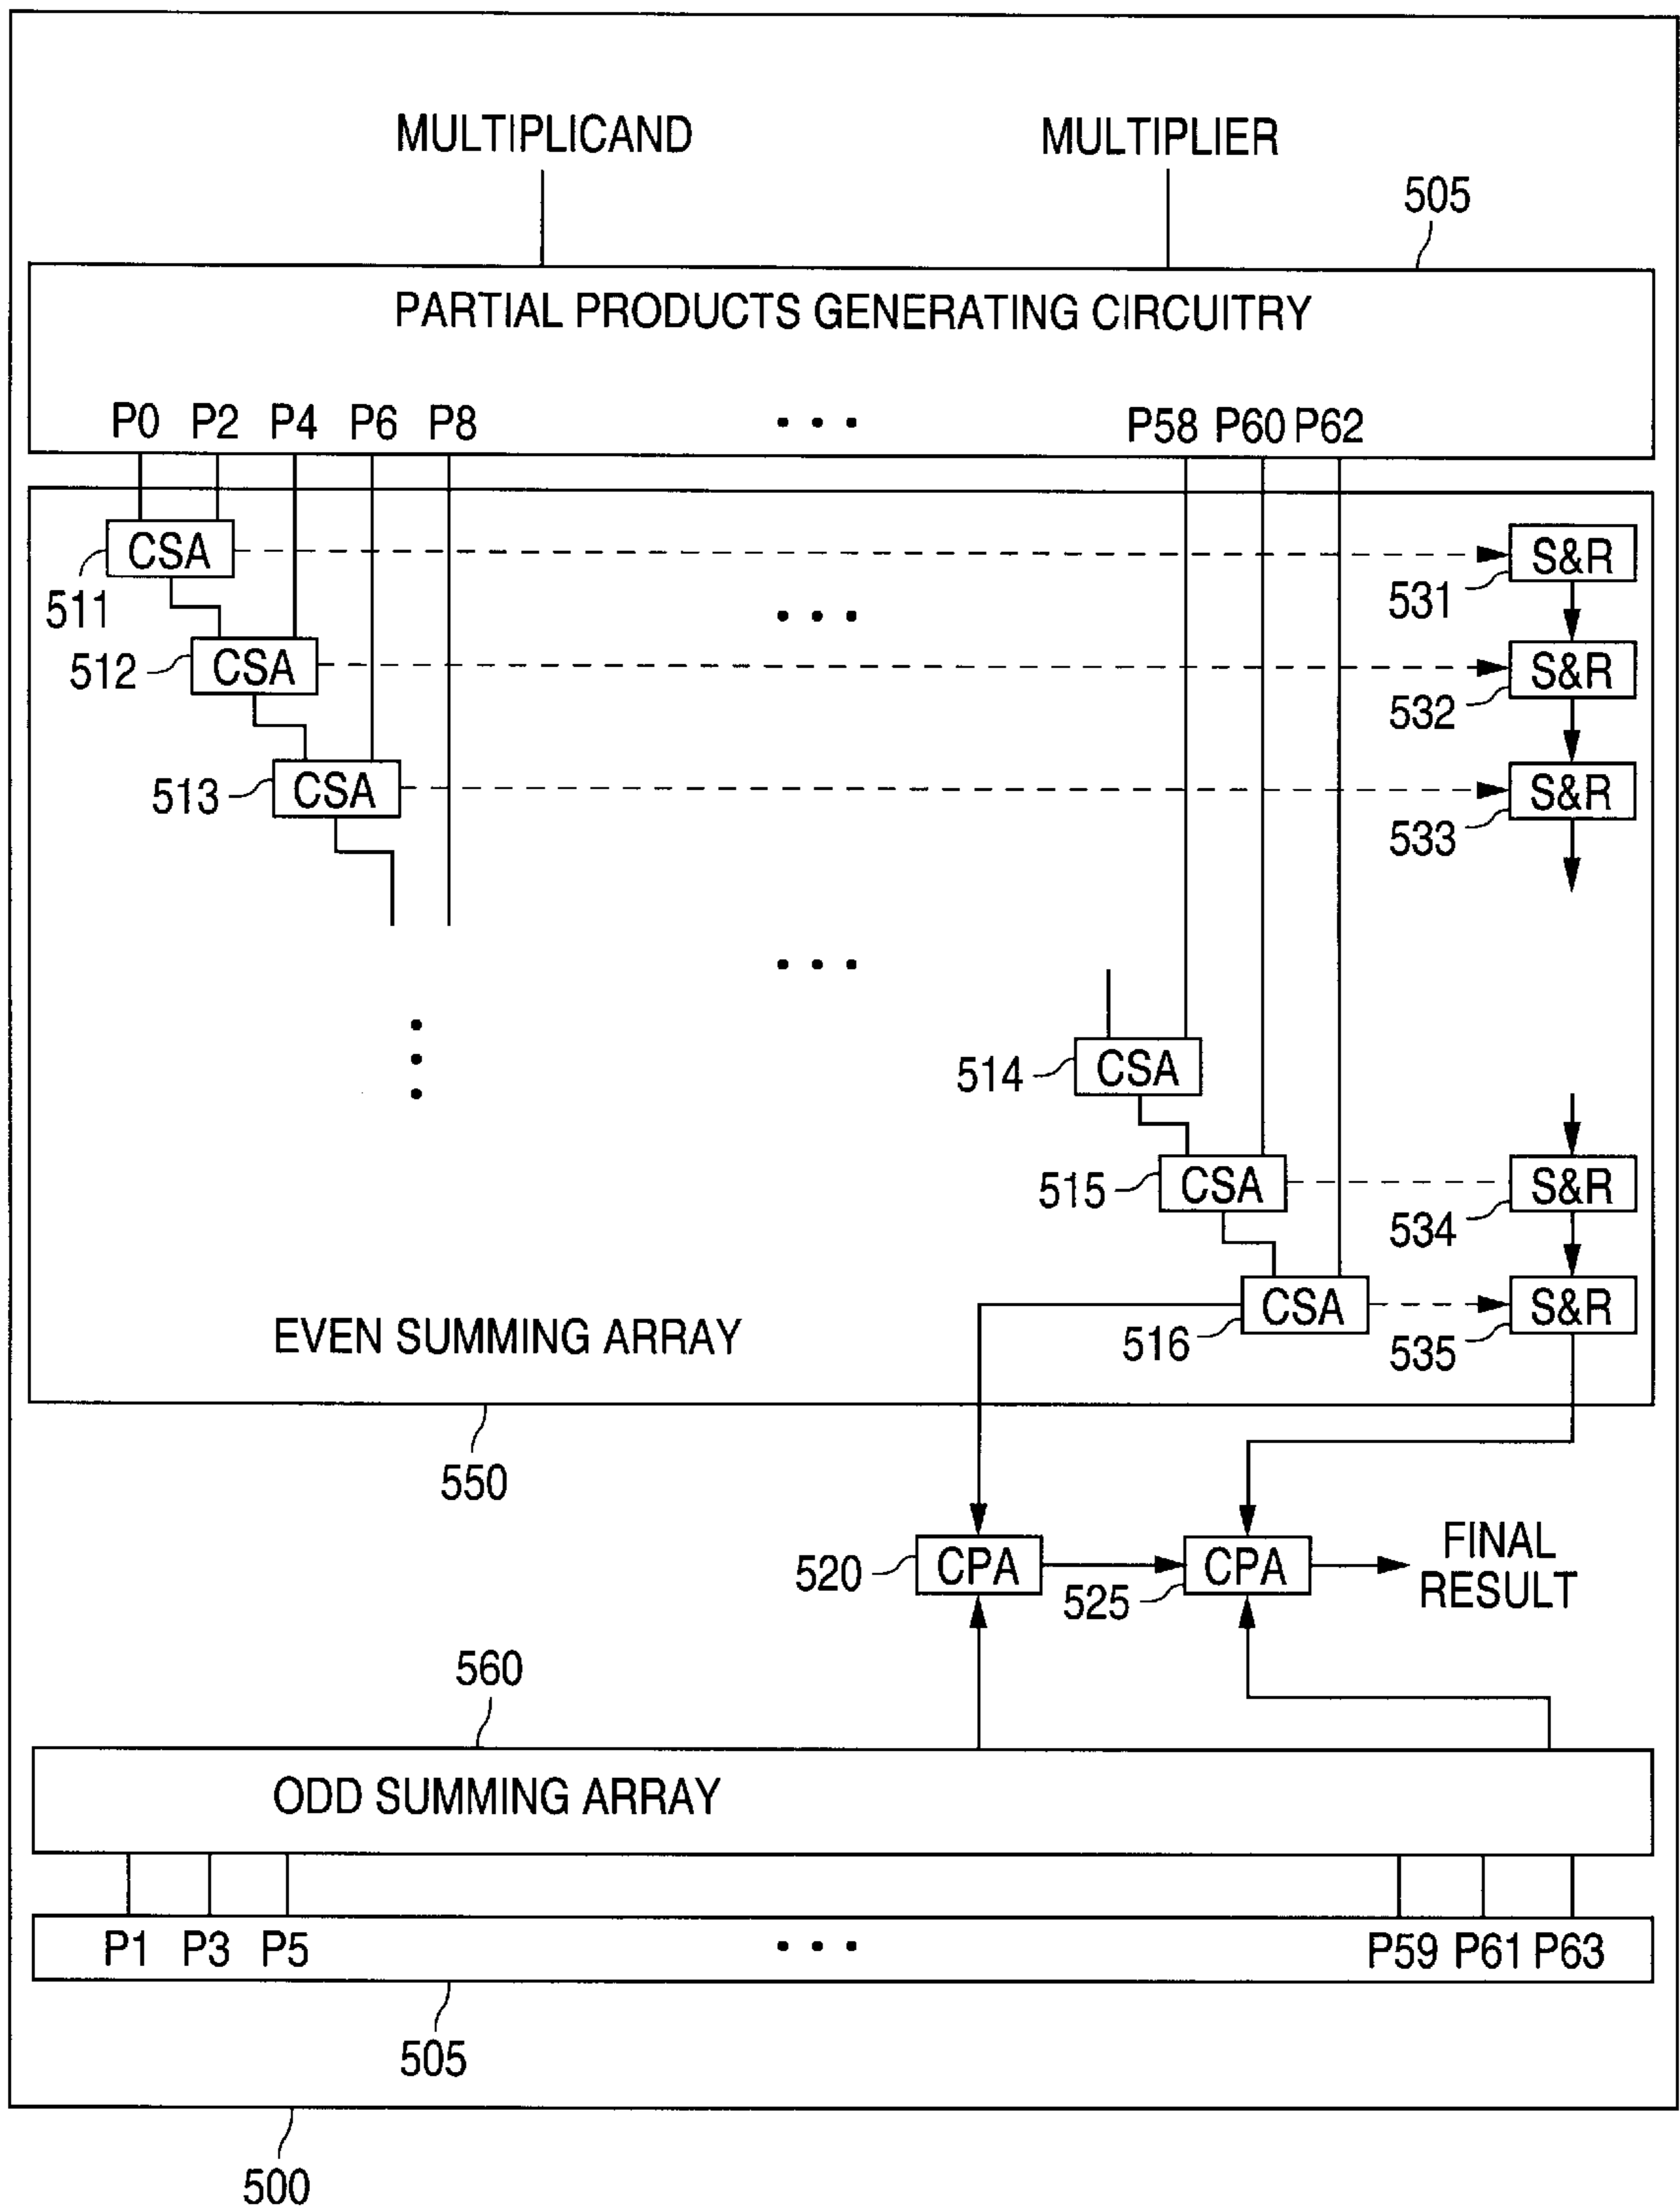 MULTIPLICAND MULTIPLIER
505
PARTIAL PRODUCTS GENERATING CIRCUITRY
P0 P2 P4 P6 P8 • • • P58 P60 P62
CSA S&R
511 • • • 531
512 CSA S&R
532
513 CSA S&R
533
• • •
514 CSA
515 CSA S&R
534
CSA S&R
EVEN SUMMING ARRAY 516 535
550
520 CPA 525 CPA FINAL
RESULT
560
ODD SUMMING ARRAY
P1 P3 P5 • • • P59 P61 P63
505
500